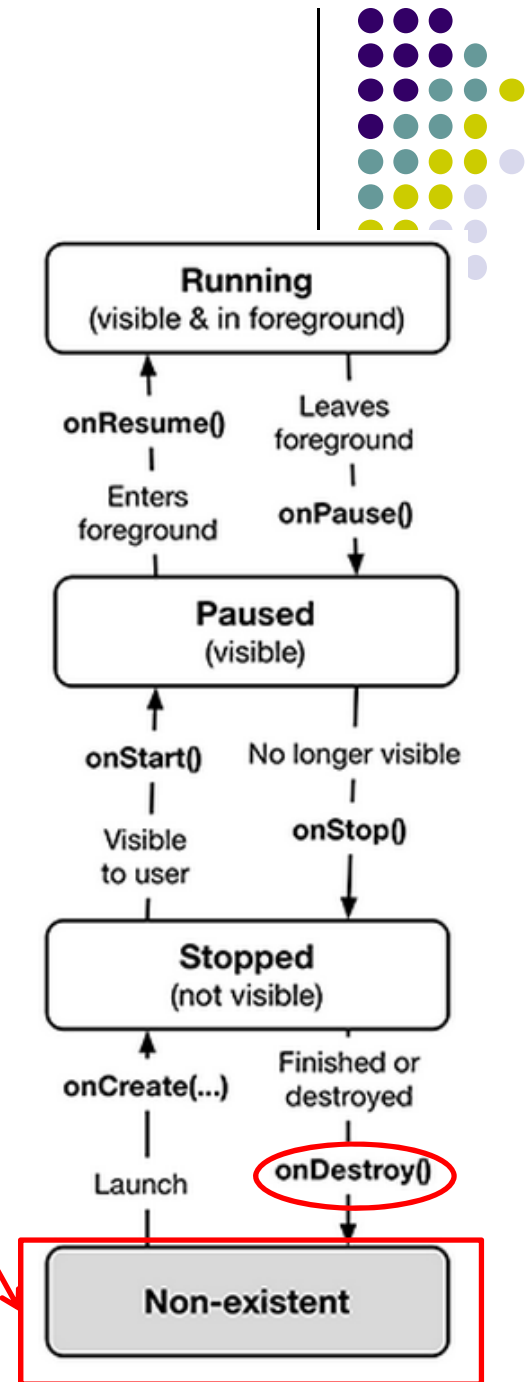 Running
(visible & in foreground)
onResume()
Enters
foreground
Leaves
foreground
onPause()
Paused
(visible)
onStart()
Visible
to user
No longer visible
onStop()
Stopped
(not visible)
onCreate(...)
Launch
Finished or
destroyed
onDestroy()
Non-existent